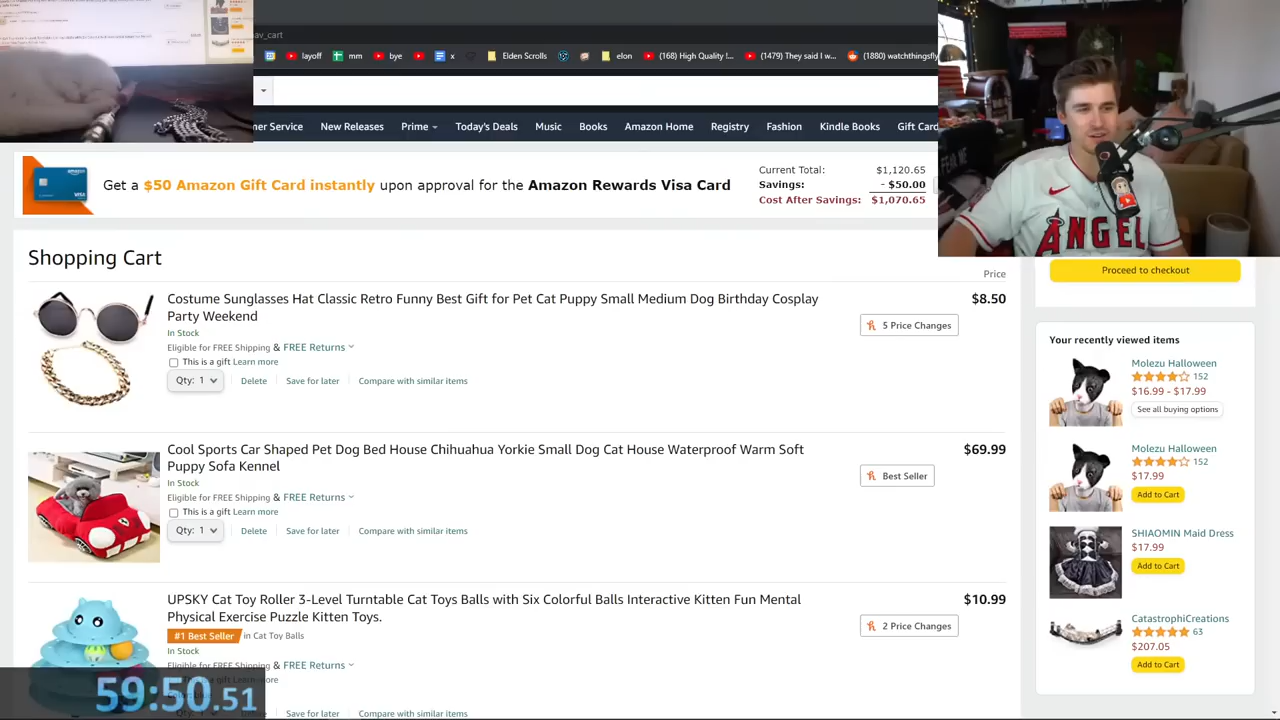 av_cart
layoff
mm
bye
x
Elden Scrolls
elon
(168) High Quality I...
(1479) They said I w...
(1880) watchthingsfly
ner Service
New Releases
Prime
Today's Deals
Music
Books
Amazon Home
Registry
Fashion
Kindle Books
Gift Card
Get a $50 Amazon Gift Card instantly upon approval for the Amazon Rewards Visa Card
Current Total: $1,120.65
Savings: - $50.00
Cost After Savings: $1,070.65
ANGEL
Shopping Cart
Price
Proceed to checkout
Costume Sunglasses Hat Classic Retro Funny Best Gift for Pet Cat Puppy Small Medium Dog Birthday Cosplay
Party Weekend
$8.50
In Stock
5 Price Changes
Eligible for FREE Shipping & FREE Returns
This is a gift Learn more
Qty: 1
Delete
Save for later
Compare with similar items
Cool Sports Car Shaped Pet Dog Bed House Chihuahua Yorkie Small Dog Cat House Waterproof Warm Soft
Puppy Sofa Kennel
$69.99
In Stock
Best Seller
Eligible for FREE Shipping & FREE Returns
This is a gift Learn more
Qty: 1
Delete
Save for later
Compare with similar items
UPSKY Cat Toy Roller 3-Level Turntable Cat Toys Balls with Six Colorful Balls Interactive Kitten Fun Mental
Physical Exercise Puzzle Kitten Toys.
$10.99
#1 Best Seller in Cat Toy Balls
2 Price Changes
In Stock
Eligible for FREE Shipping & FREE Returns
This is a gift Learn more
Save for later
Compare with similar items
59:50.51
Your recently viewed items
Molezu Halloween
152
$16.99 - $17.99
See all buying options
Molezu Halloween
152
$17.99
Add to Cart
SHIAOMIN Maid Dress
$17.99
Add to Cart
CatastrophiCreations
63
$207.05
Add to Cart